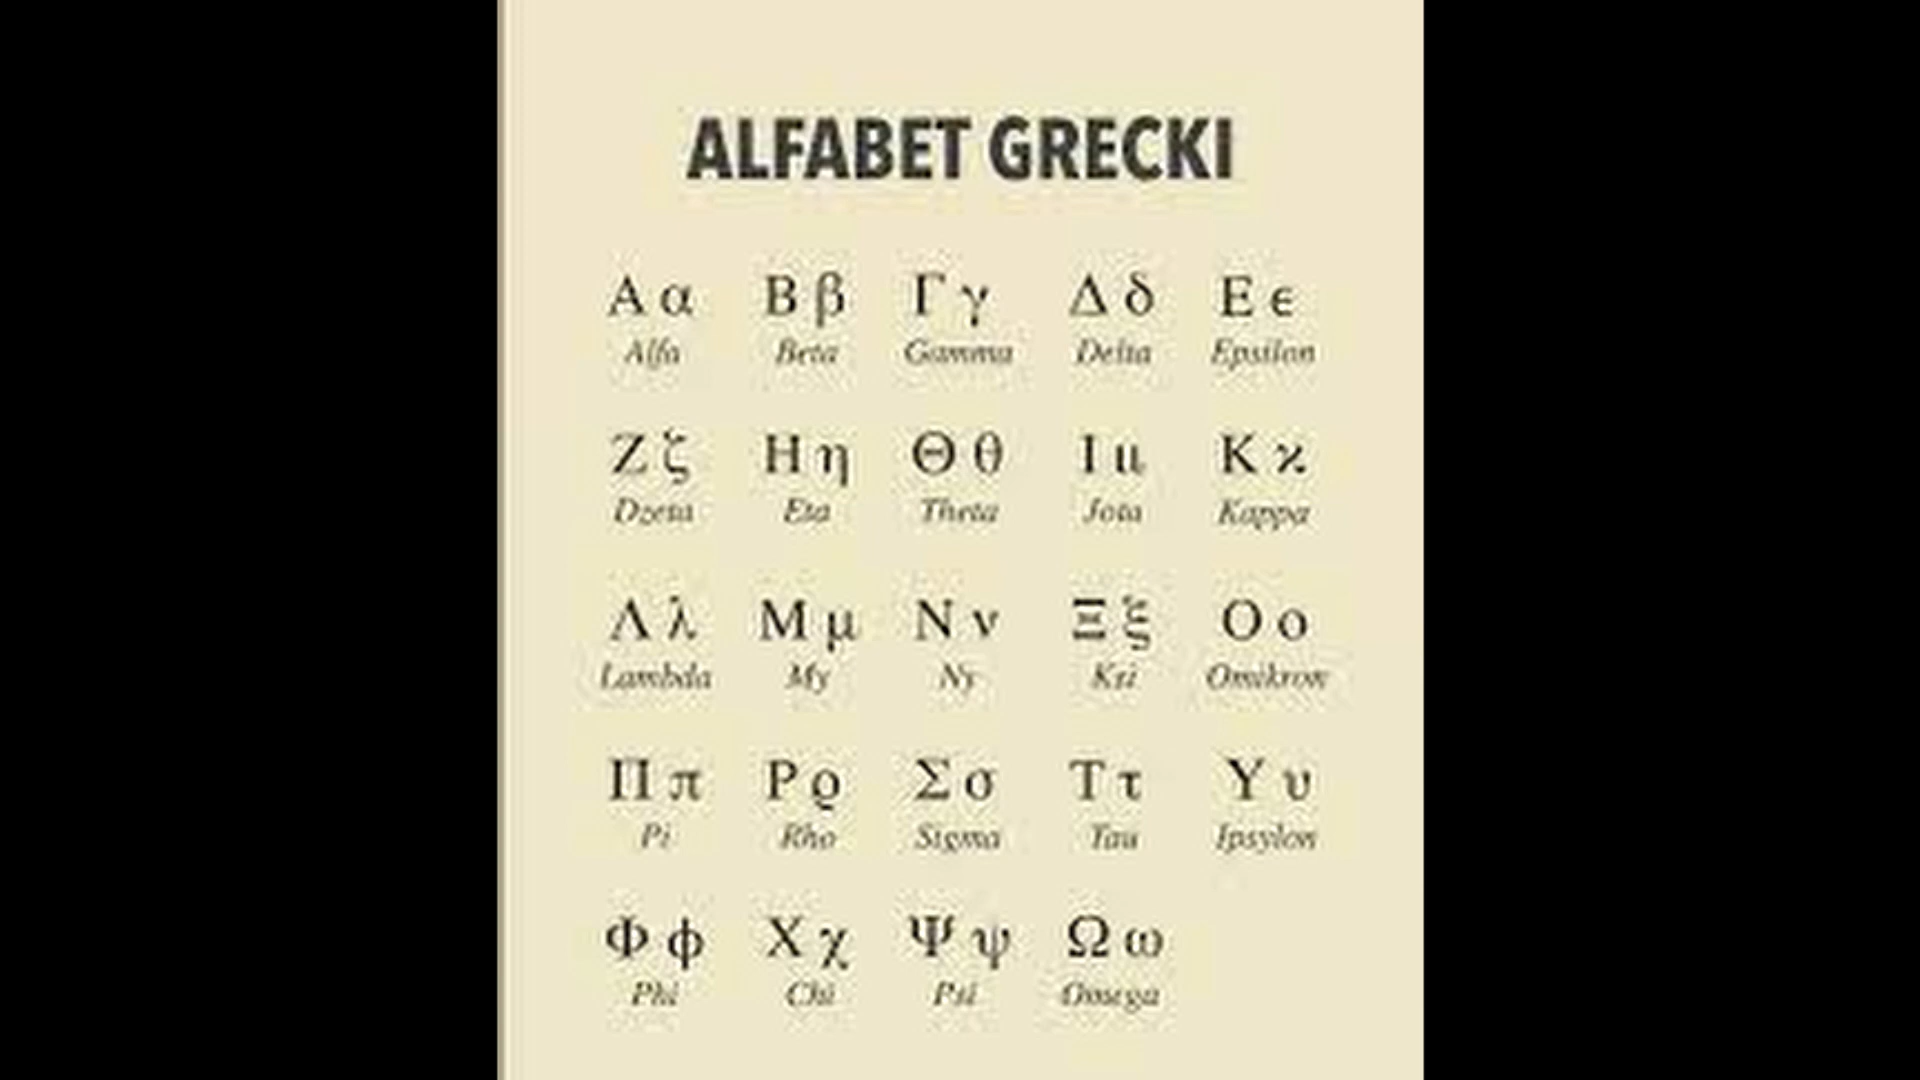 ALFABET GRECKI
Α α Β β Γ γ Δ δ Ε ϵ
Alfa Beta Gamma Delta Epsilon
Ζ ζ Η η Θ θ Ι ι Κ ϰ
Dzeta Eta Theta Jota Kappa
Λ λ Μ μ Ν ν Ξ ξ Ο ο
Lambda My Ny Ksi Omikron
Π π Ρ ϱ Σ σ Τ τ Υ υ
Pi Rho Sigma Tau Ipsylon
Φ ϕ Χ χ Ψ ψ Ω ω
Phi Chi Psi Omega